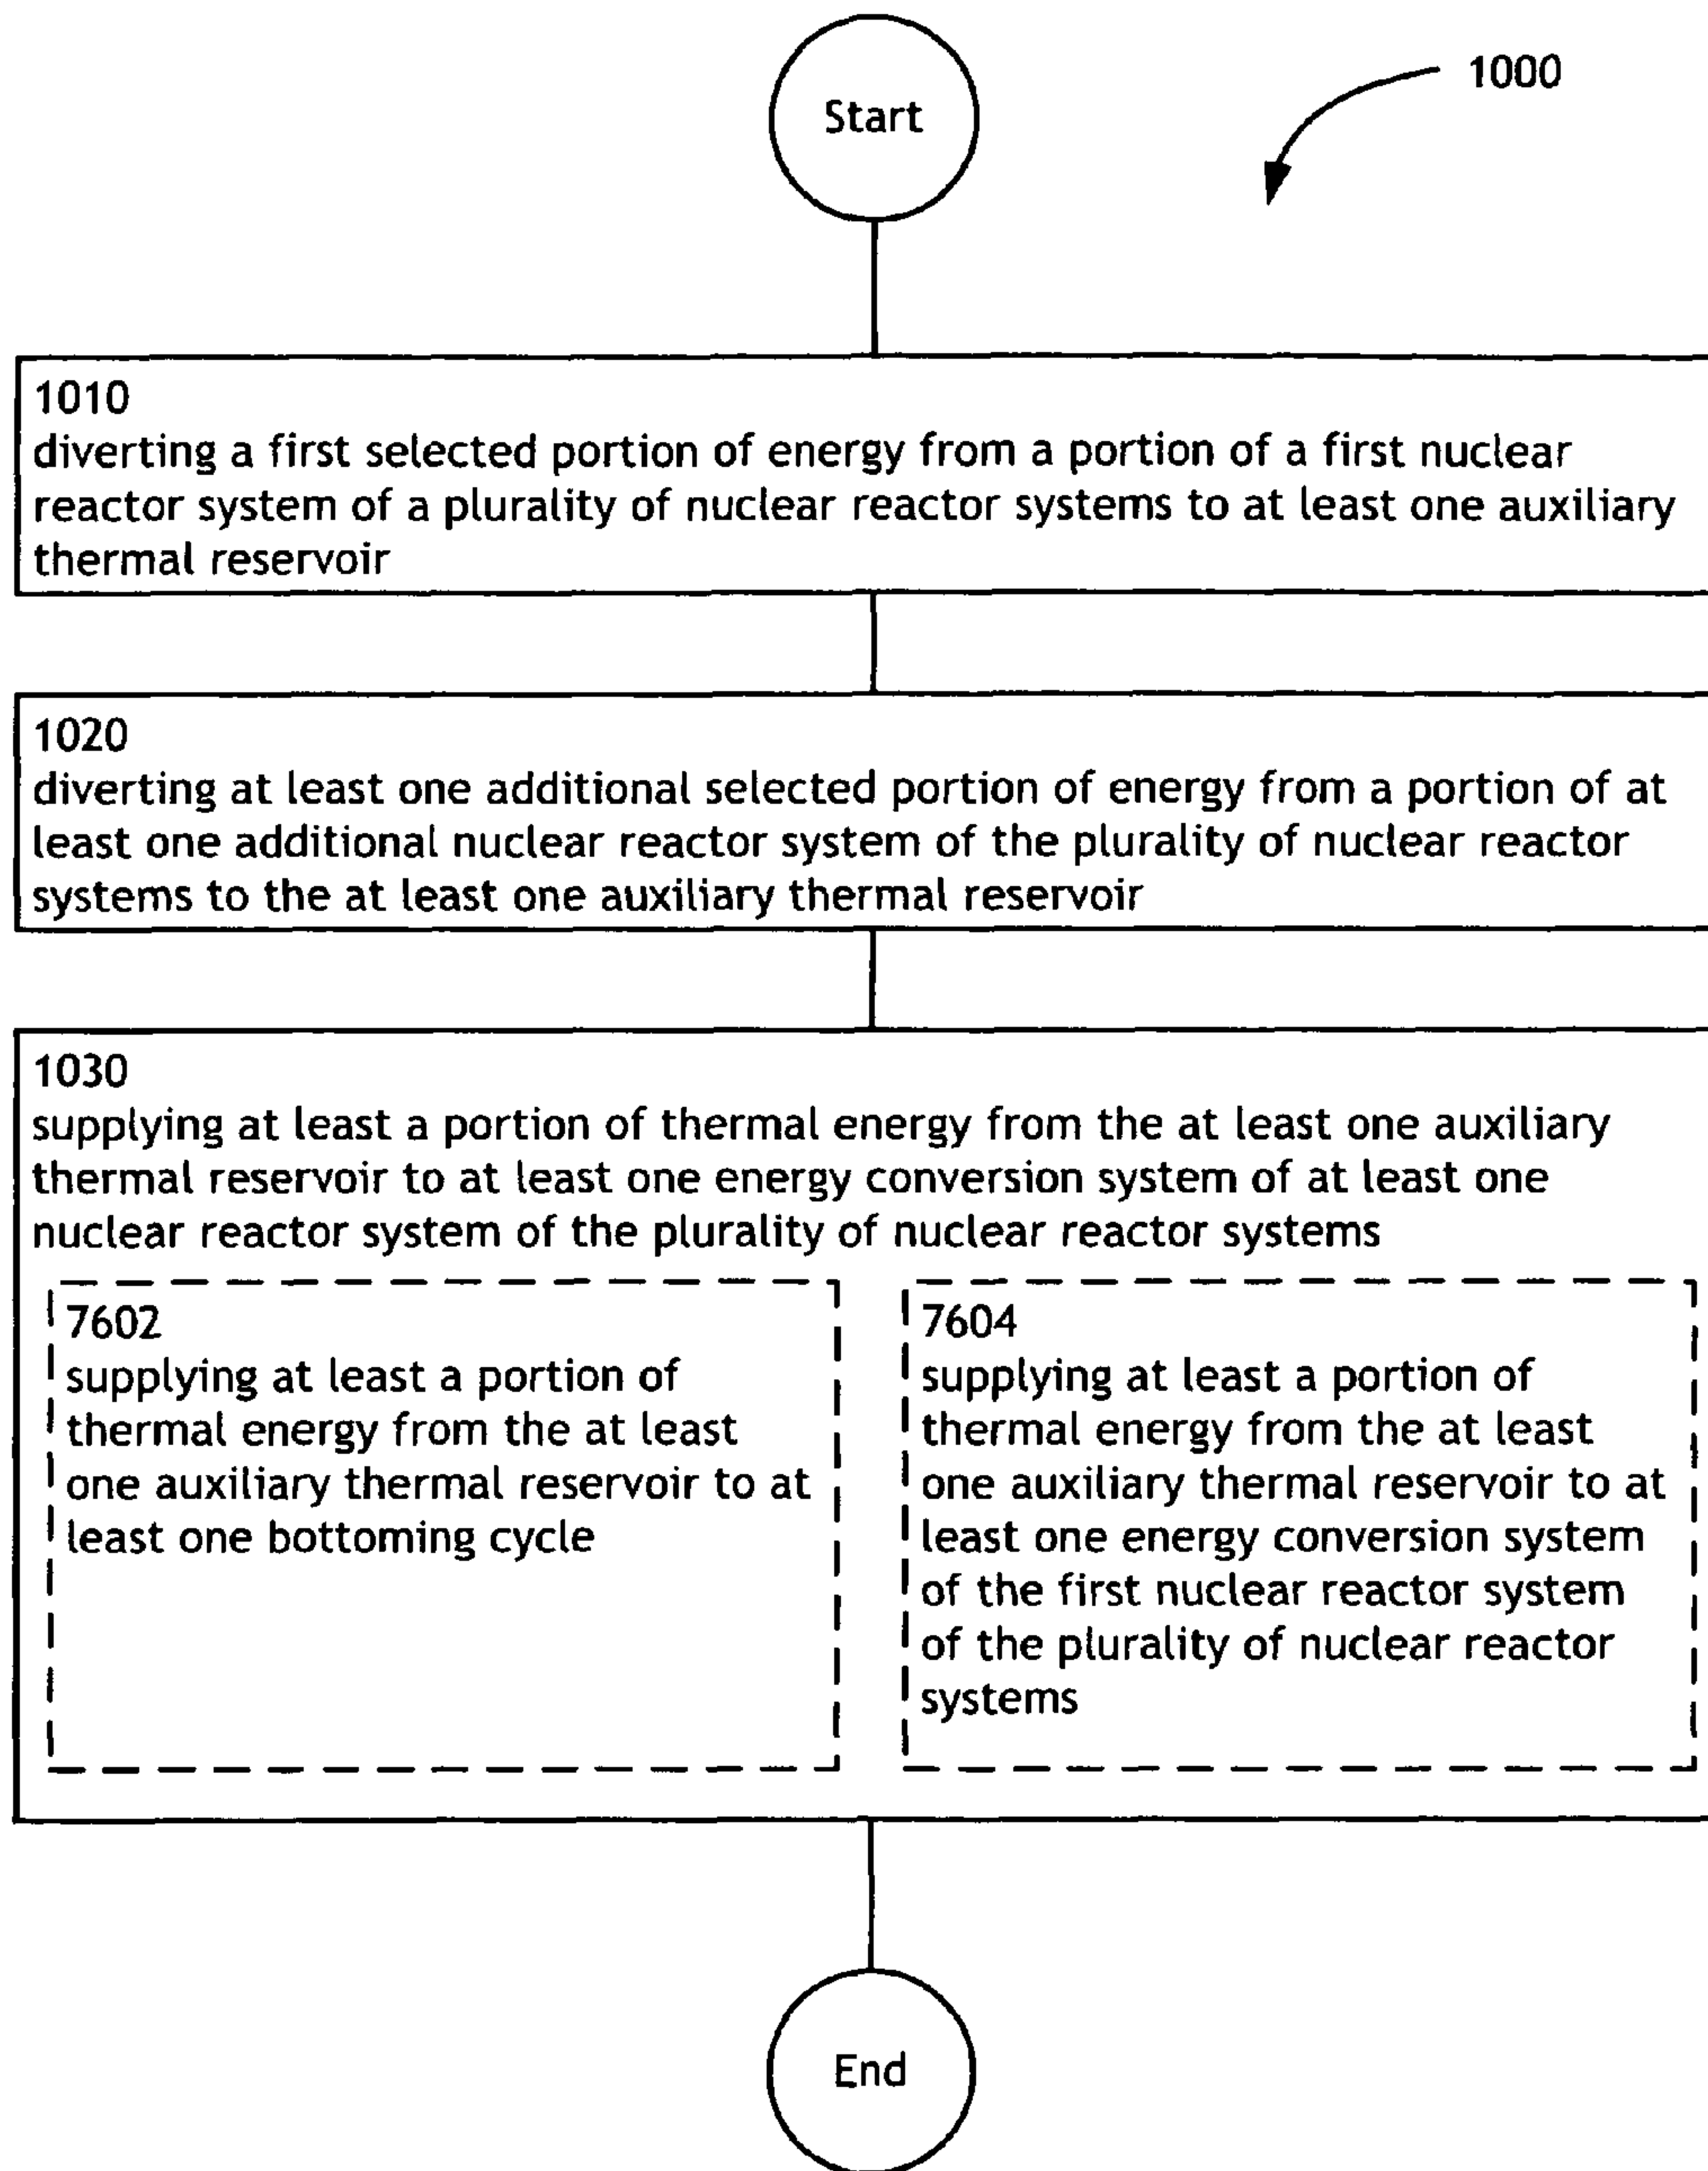 Start
1000
1010
diverting a first selected portion of energy from a portion of a first nuclear
reactor system of a plurality of nuclear reactor systems to at least one auxiliary
thermal reservoir
1020
diverting at least one additional selected portion of energy from a portion of at
least one additional nuclear reactor system of the plurality of nuclear reactor
systems to the at least one auxiliary thermal reservoir
1030
supplying at least a portion of thermal energy from the at least one auxiliary
thermal reservoir to at least one energy conversion system of at least one
nuclear reactor system of the plurality of nuclear reactor systems
7602
supplying at least a portion of
thermal energy from the at least
one auxiliary thermal reservoir to at
least one bottoming cycle
7604
supplying at least a portion of
thermal energy from the at least
one auxiliary thermal reservoir to at
least one energy conversion system
of the first nuclear reactor system
of the plurality of nuclear reactor
systems
End